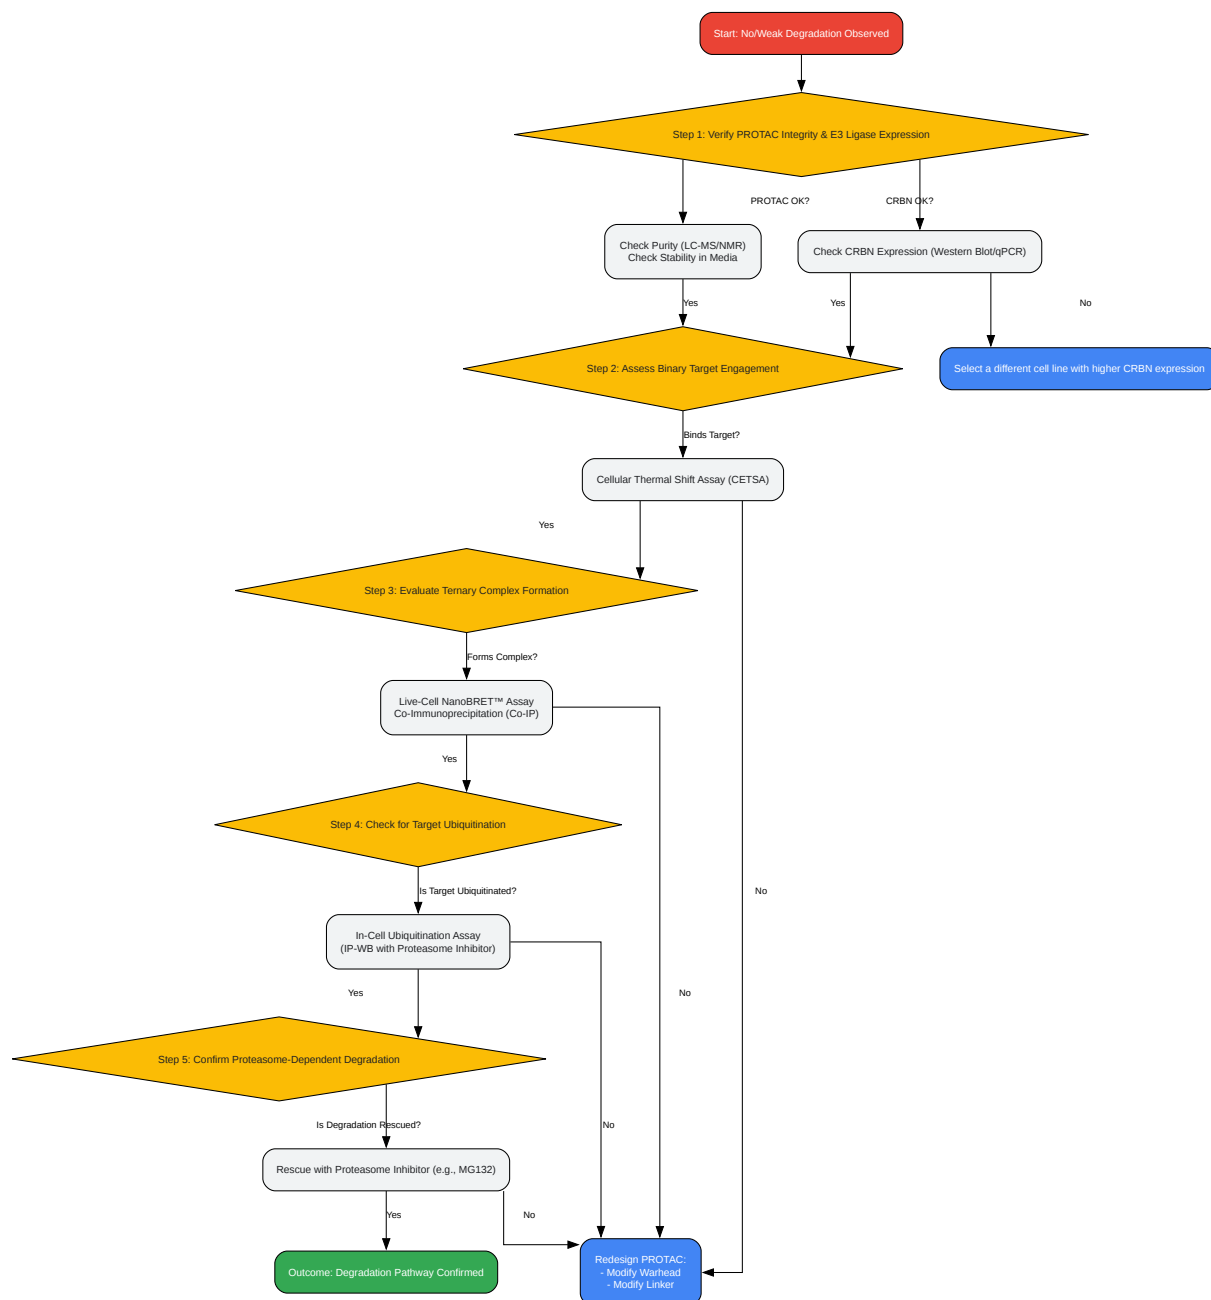 Start: No/Weak Degradation Observed
Step 1: Verify PROTAC Integrity & E3 Ligase Expression
PROTAC OK?
CRBN OK?
Check Purity (LC-MS/NMR)
Check Stability in Media
Check CRBN Expression (Western Blot/qPCR)
Yes
Yes
No
Step 2: Assess Binary Target Engagement
Select a different cell line with higher CRBN expression
Binds Target?
Cellular Thermal Shift Assay (CETSA)
Yes
Step 3: Evaluate Ternary Complex Formation
Forms Complex?
Live-Cell NanoBRET™ Assay
Co-Immunoprecipitation (Co-IP)
Yes
Step 4: Check for Target Ubiquitination
Is Target Ubiquitinated?
No
In-Cell Ubiquitination Assay
(IP-WB with Proteasome Inhibitor)
Yes
No
Step 5: Confirm Proteasome-Dependent Degradation
Is Degradation Rescued?
No
Rescue with Proteasome Inhibitor (e.g., MG132)
Yes
No
Outcome: Degradation Pathway Confirmed
Redesign PROTAC:
- Modify Warhead
- Modify Linker